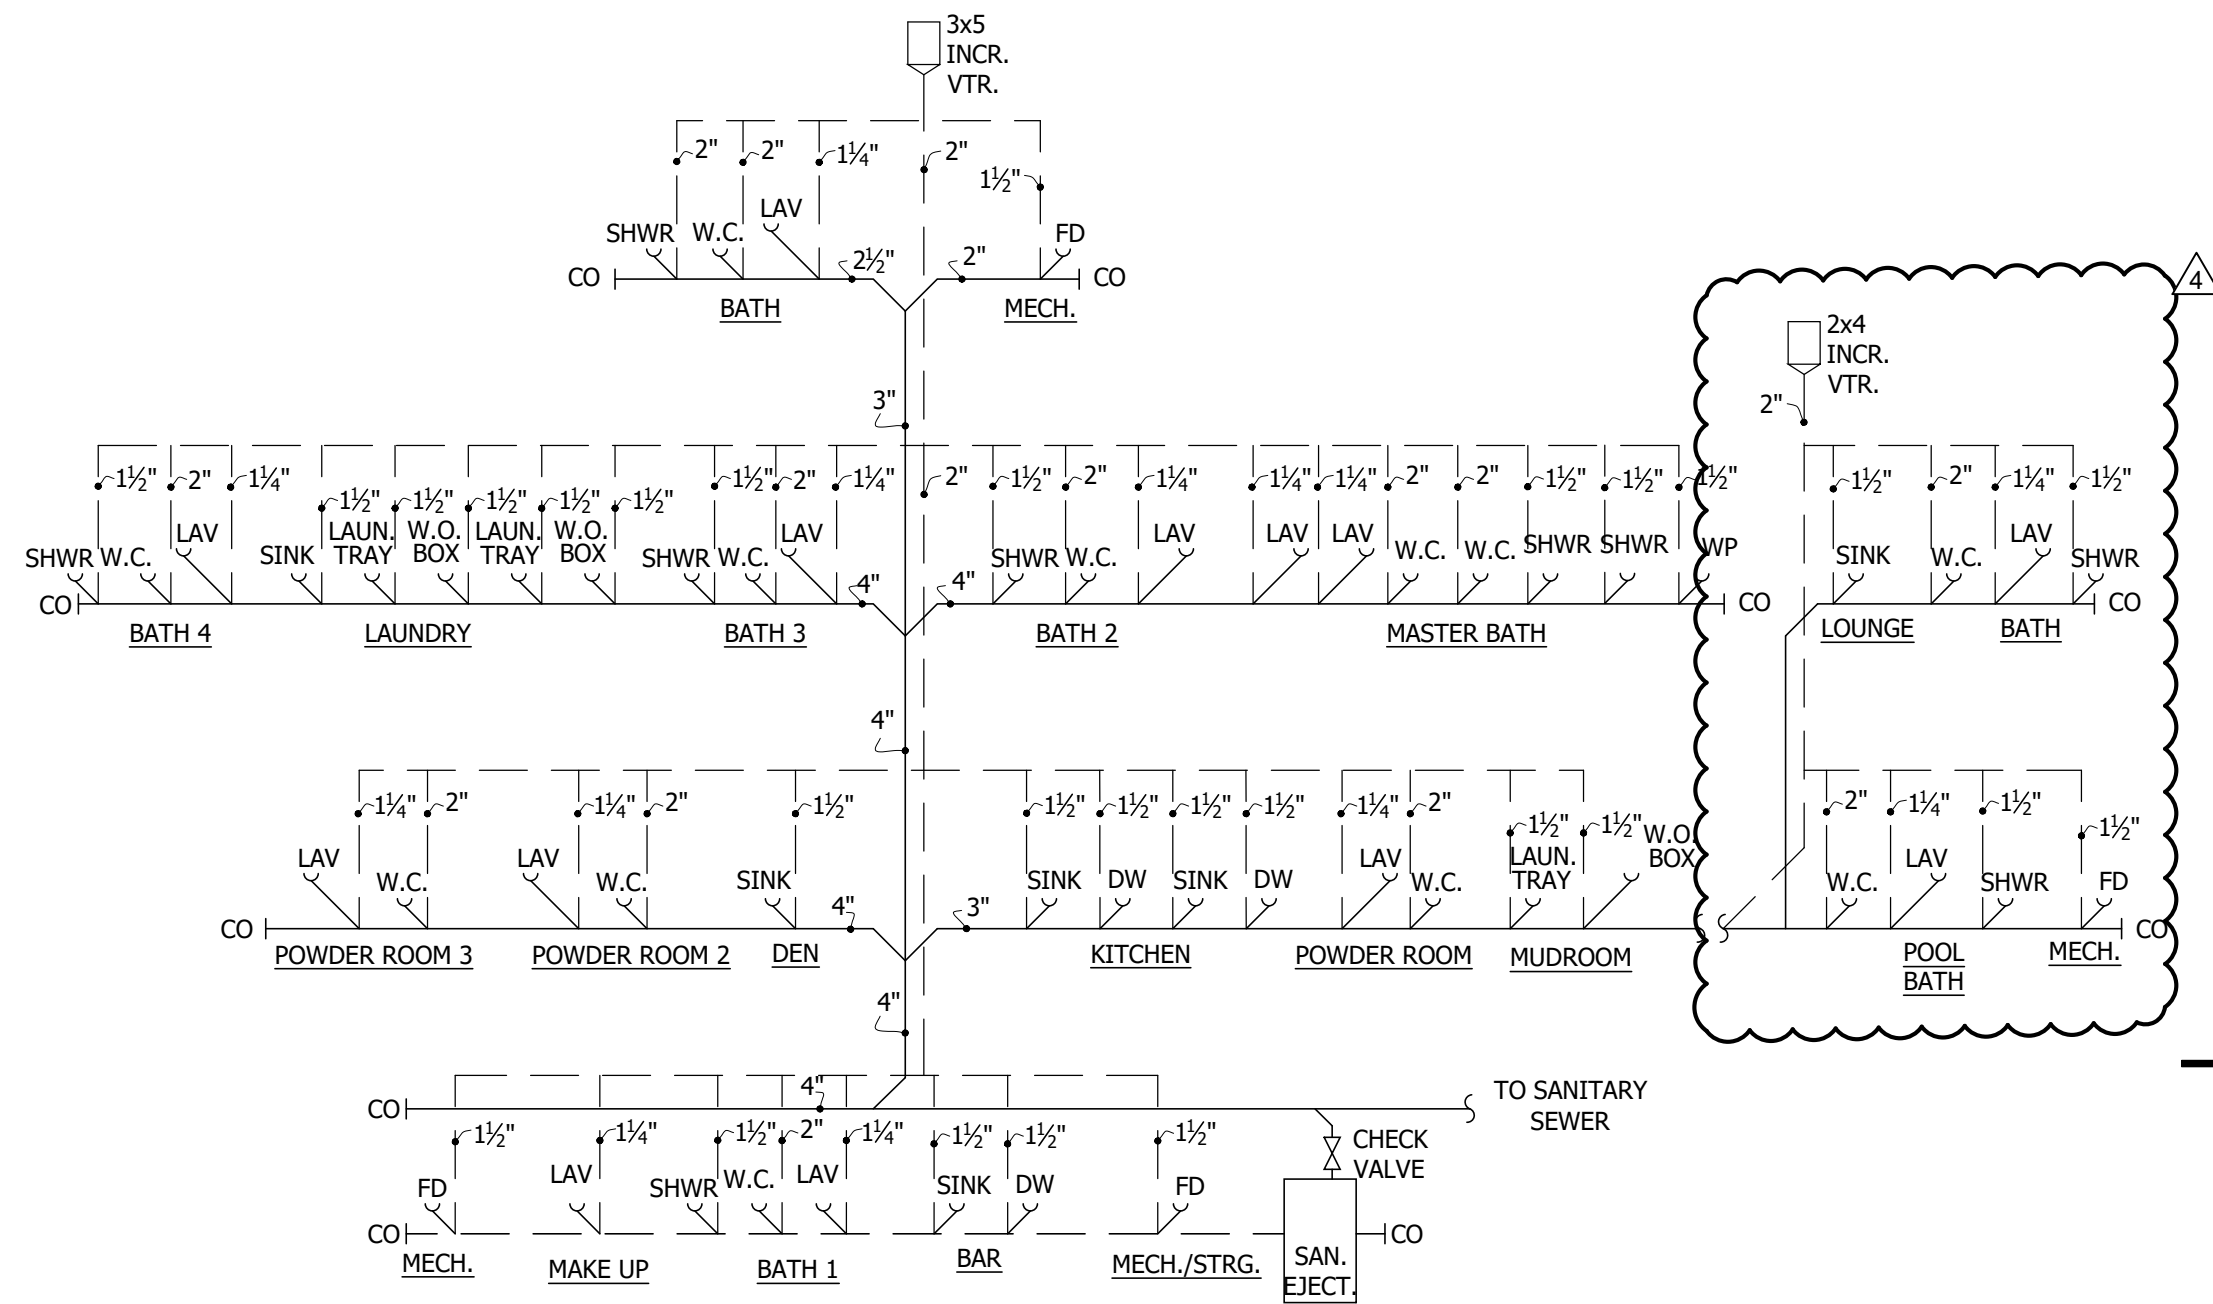 3x5
INCR.
VTR.
2" 2" 1¼" 2" 1½"
SHWR W.C. LAV FD
CO 2½" 2" CO
BATH MECH.
4
2x4
INCR.
VTR.
2"
3"
1½" 2" 1¼" 1½" 1½" 1½" 1½" 1½" 1½" 2" 1¼" 2" 1½" 2" 1¼" 1¼" 1¼" 2" 2" 1½" 1½" 1½" 1½" 2" 1¼" 1½"
SHWR W.C. LAV SINK LAUN. TRAY W.O. BOX LAUN. TRAY W.O. BOX SHWR W.C. LAV SHWR W.C. LAV LAV LAV W.C. W.C. SHWR SHWR WP SINK W.C. LAV SHWR
CO 4" 4" CO CO
BATH 4 LAUNDRY BATH 3 BATH 2 MASTER BATH LOUNGE BATH
4"
1¼" 2" 1¼" 2" 1½" 1½" 1½" 1½" 1½" 1¼" 2" 1½" 1½" 2" 1¼" 1½" 1½"
LAV W.C. LAV W.C. SINK SINK DW SINK DW LAV W.C. LAUN. TRAY W.O. BOX W.C. LAV SHWR FD
CO 4" 3" CO
POWDER ROOM 3 POWDER ROOM 2 DEN KITCHEN POWDER ROOM MUDROOM POOL MECH.
BATH
4"
CO 4" TO SANITARY
SEWER
1½" 1¼" 1½" 2" 1¼" 1½" 1½" 1½" CHECK
VALVE
FD LAV SHWR W.C. LAV SINK DW FD
CO CO
MECH. MAKE UP BATH 1 BAR MECH./STRG. SAN.
EJECT.